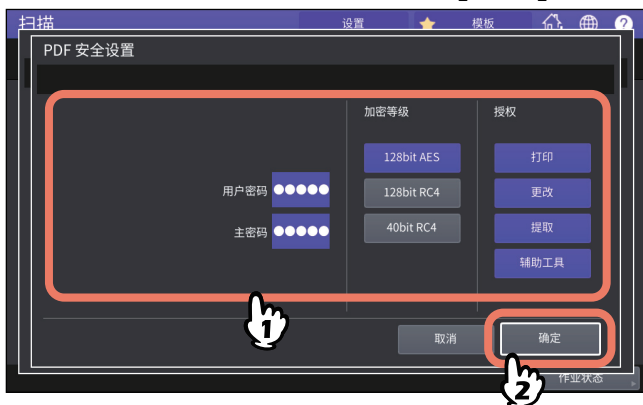 扫描 设置 模板 ?
PDF 安全设置
加密等级 授权
128bit AES 打印
用户密码 ●●●●● 128bit RC4 更改
主密码 ●●●●● 40bit RC4 提取
辅助工具
1
取消 确定
2 作业状态